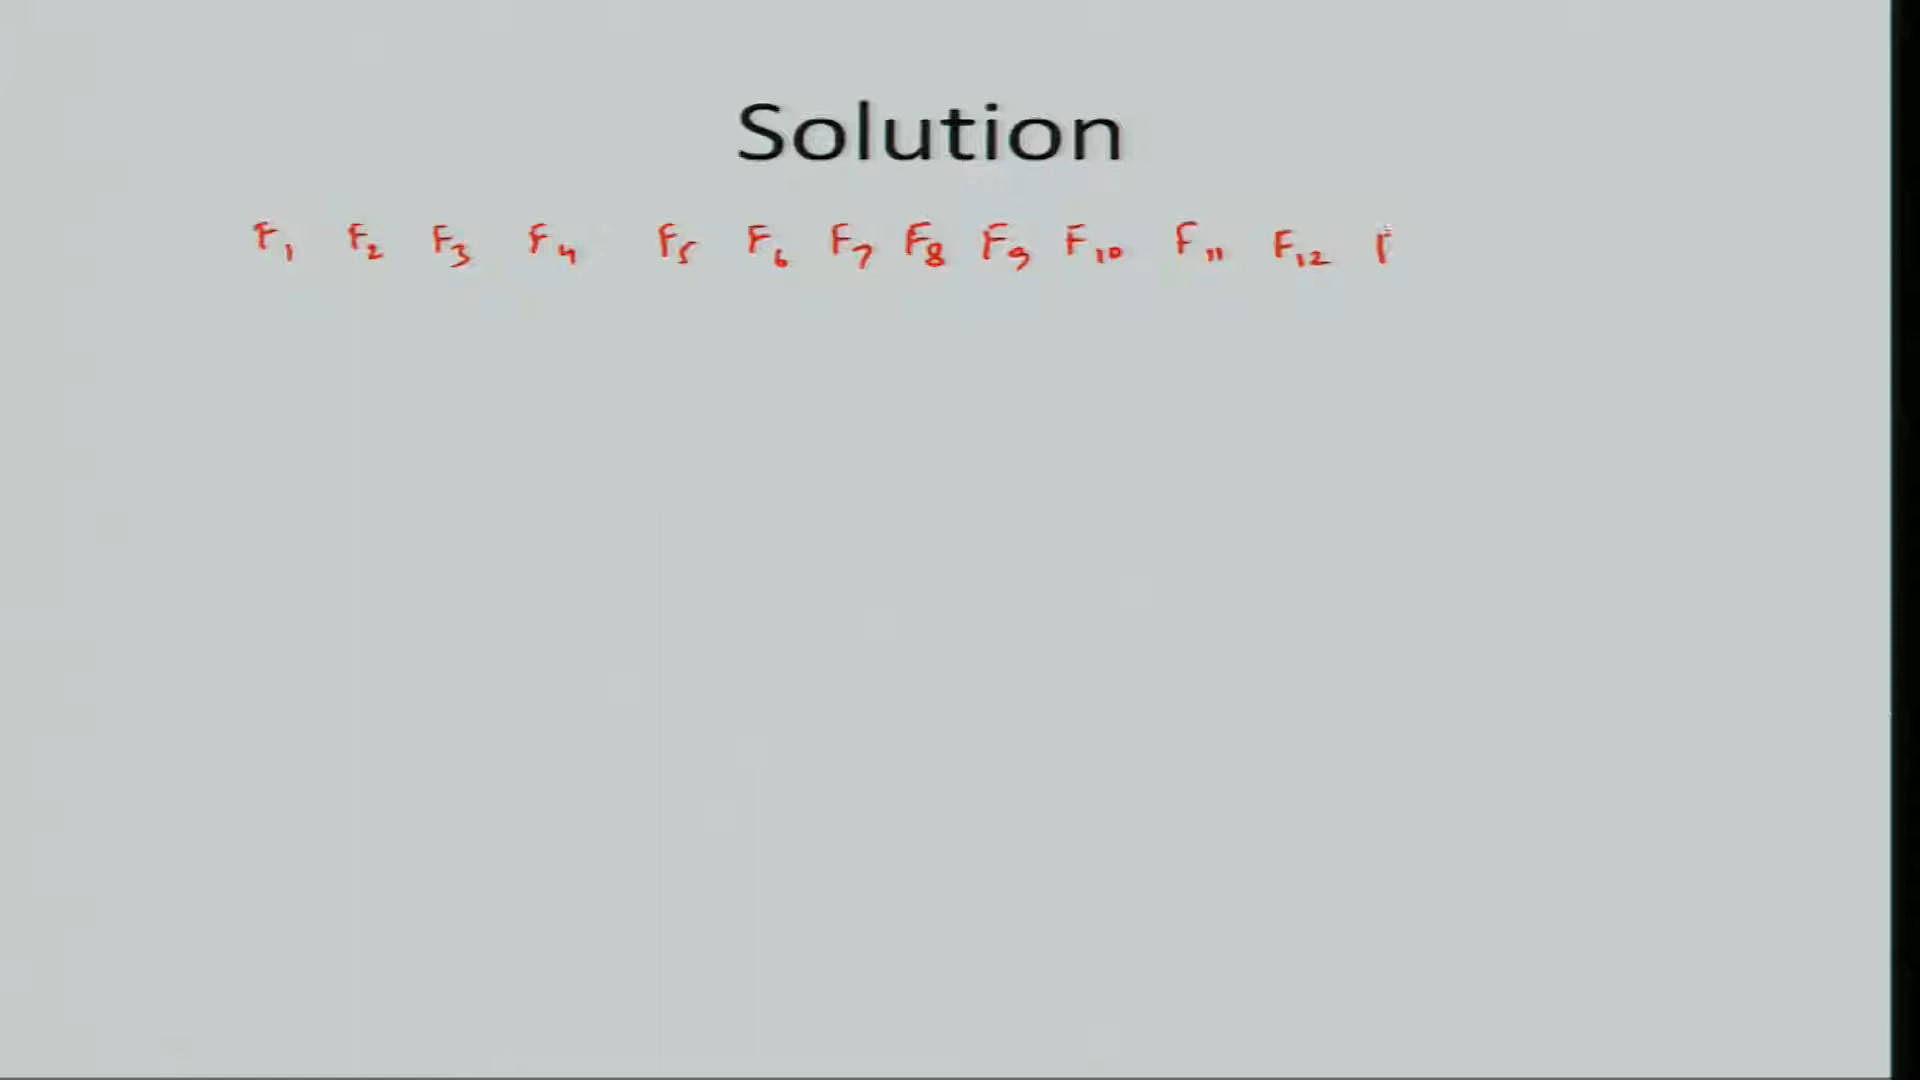 Solution
F₁ F₂ F₃ F₄ F₅ F₆ F₇ F₈ F₉ F₁₀ F₁₁ F₁₂